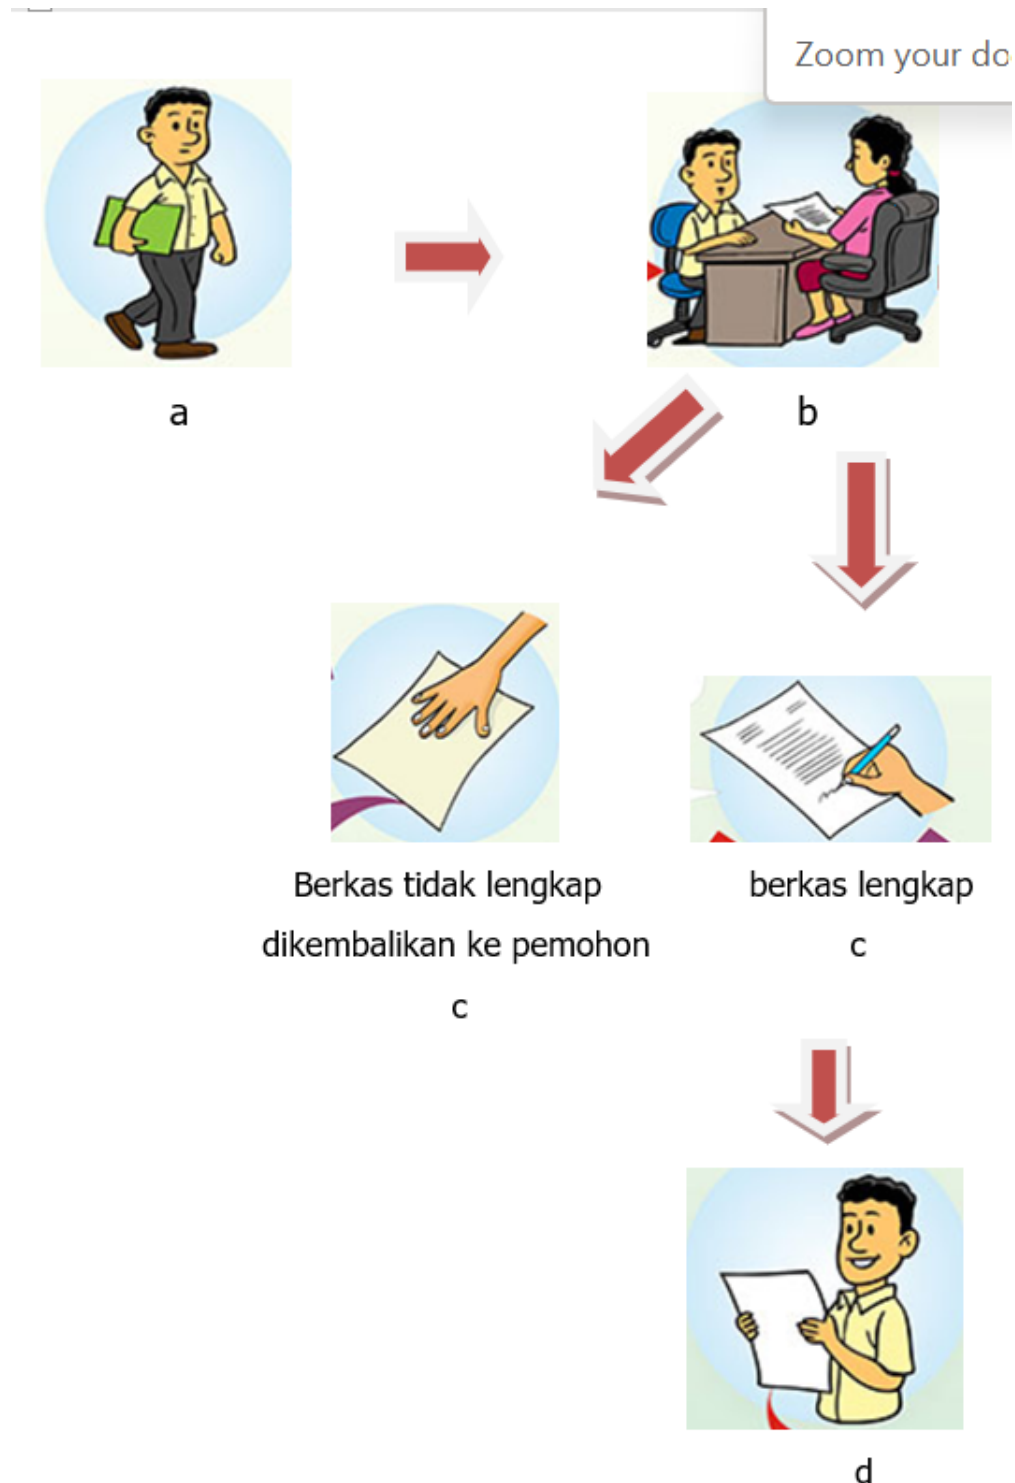 Zoom your do
a
b
Berkas tidak lengkap
dikembalikan ke pemohon
c
berkas lengkap
c
d